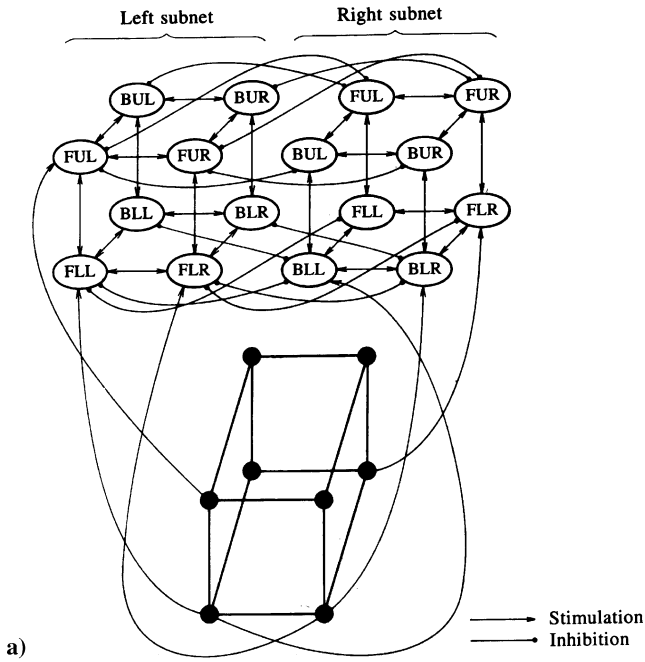 Left subnet Right subnet
BUL BUR FUL FUR
FUL FUR BUL BUR
BLL BLR FLL FLR
FLL FLR BLL BLR
Stimulation
a) Inhibition